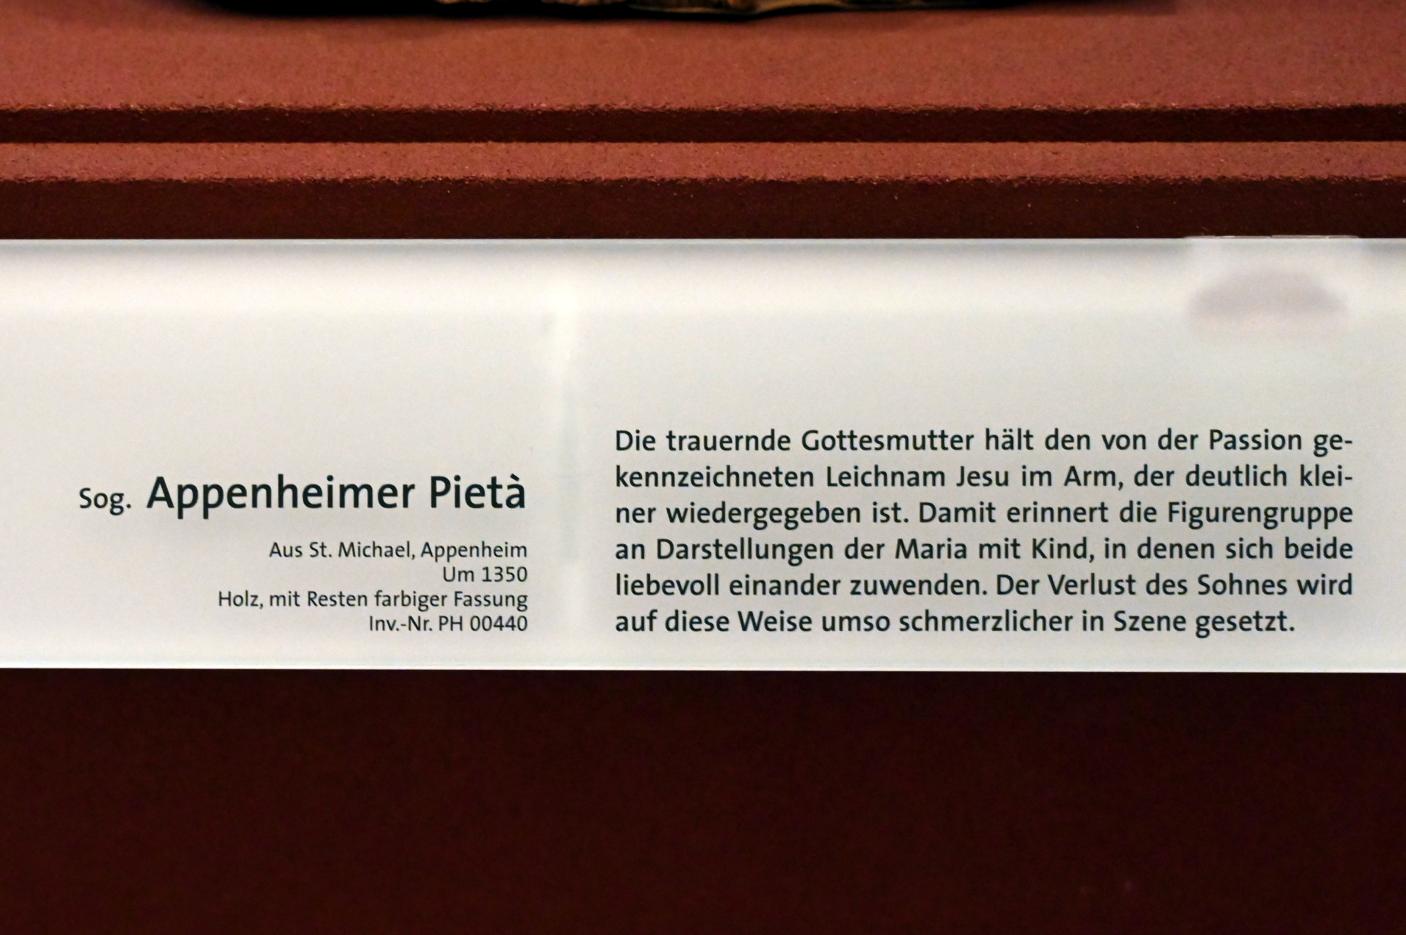 Sog. Appenheimer Pietà
Aus St. Michael, Appenheim
Um 1350
Holz, mit Resten farbiger Fassung
Inv.-Nr. PH 00440
Die trauernde Gottesmutter hält den von der Passion ge-
kennzeichneten Leichnam Jesu im Arm, der deutlich klei-
ner wiedergegeben ist. Damit erinnert die Figurengruppe
an Darstellungen der Maria mit Kind, in denen sich beide
liebevoll einander zuwenden. Der Verlust des Sohnes wird
auf diese Weise umso schmerzlicher in Szene gesetzt.